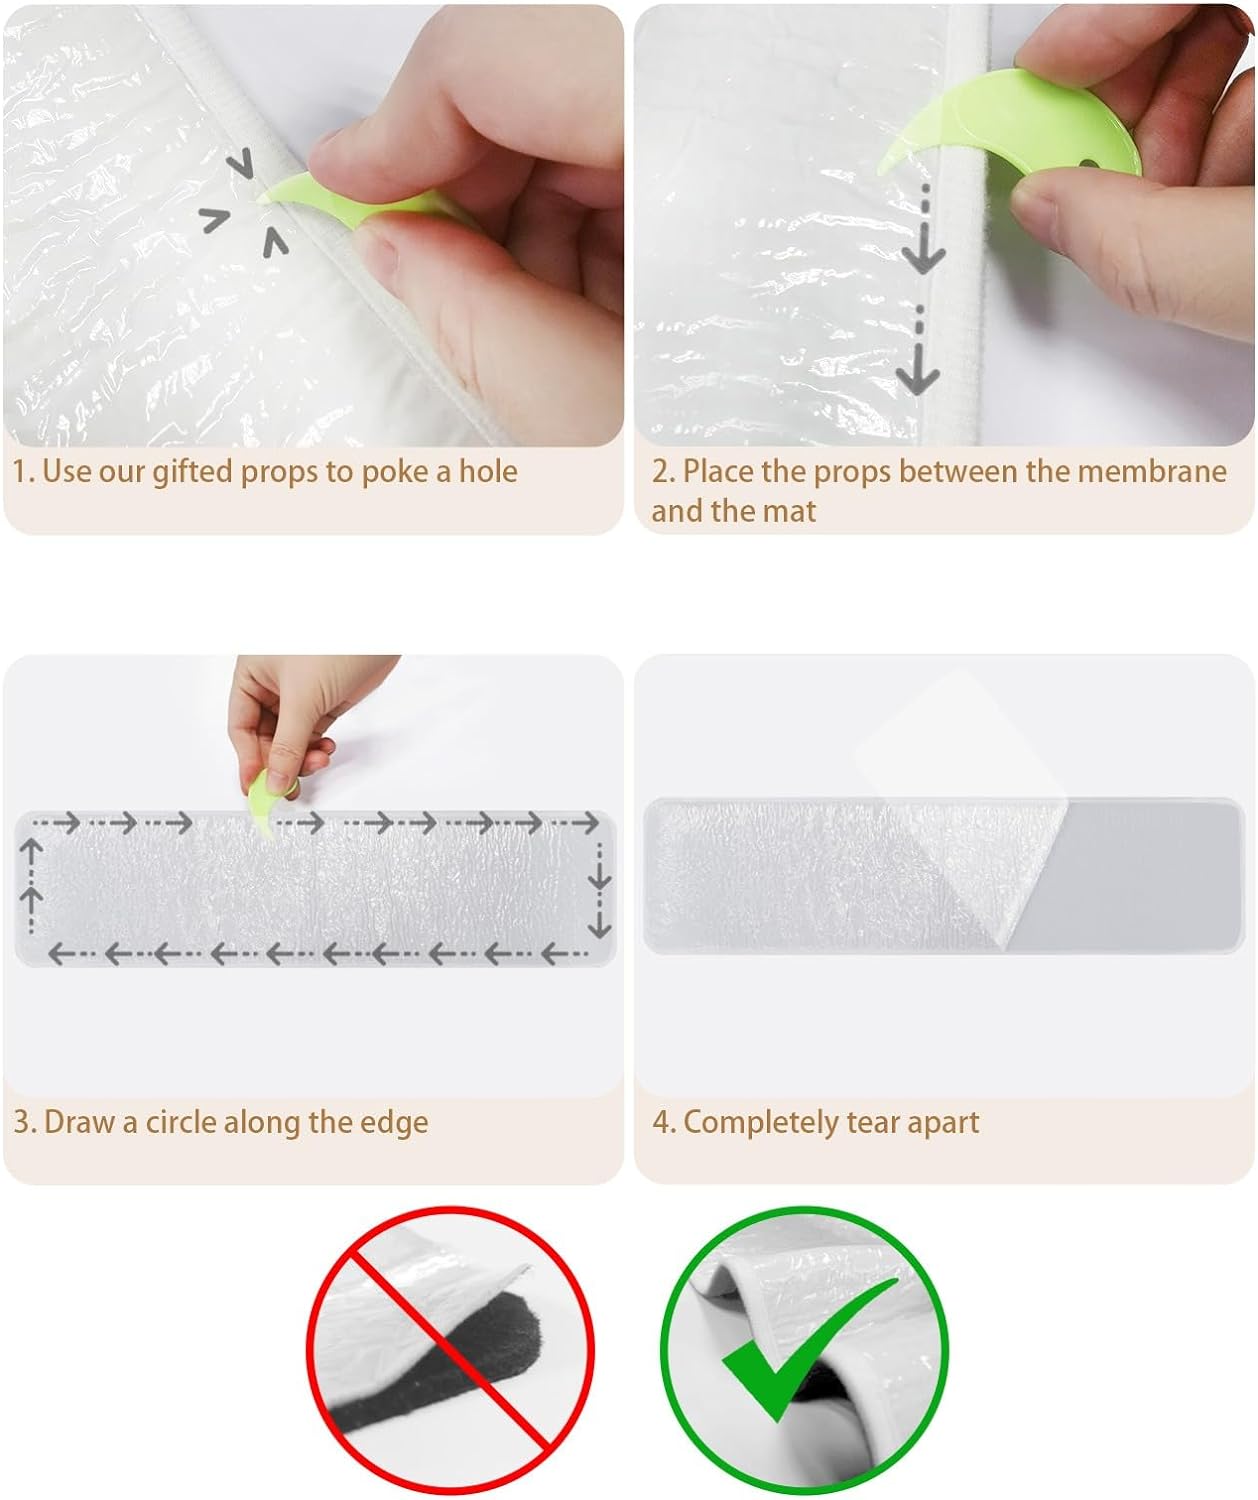 1. Use our gifted props to poke a hole
2. Place the props between the membrane
and the mat
3. Draw a circle along the edge
4. Completely tear apart